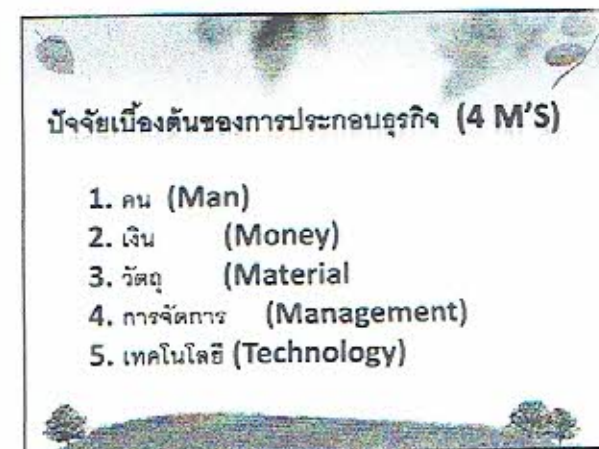 ปัจจัยเบื้องต้นของการประกอบธุรกิจ (4 M'S)
1. คน (Man)
2. เงิน (Money)
3. วัตถุ (Material
4. การจัดการ (Management)
5. เทคโนโลยี (Technology)